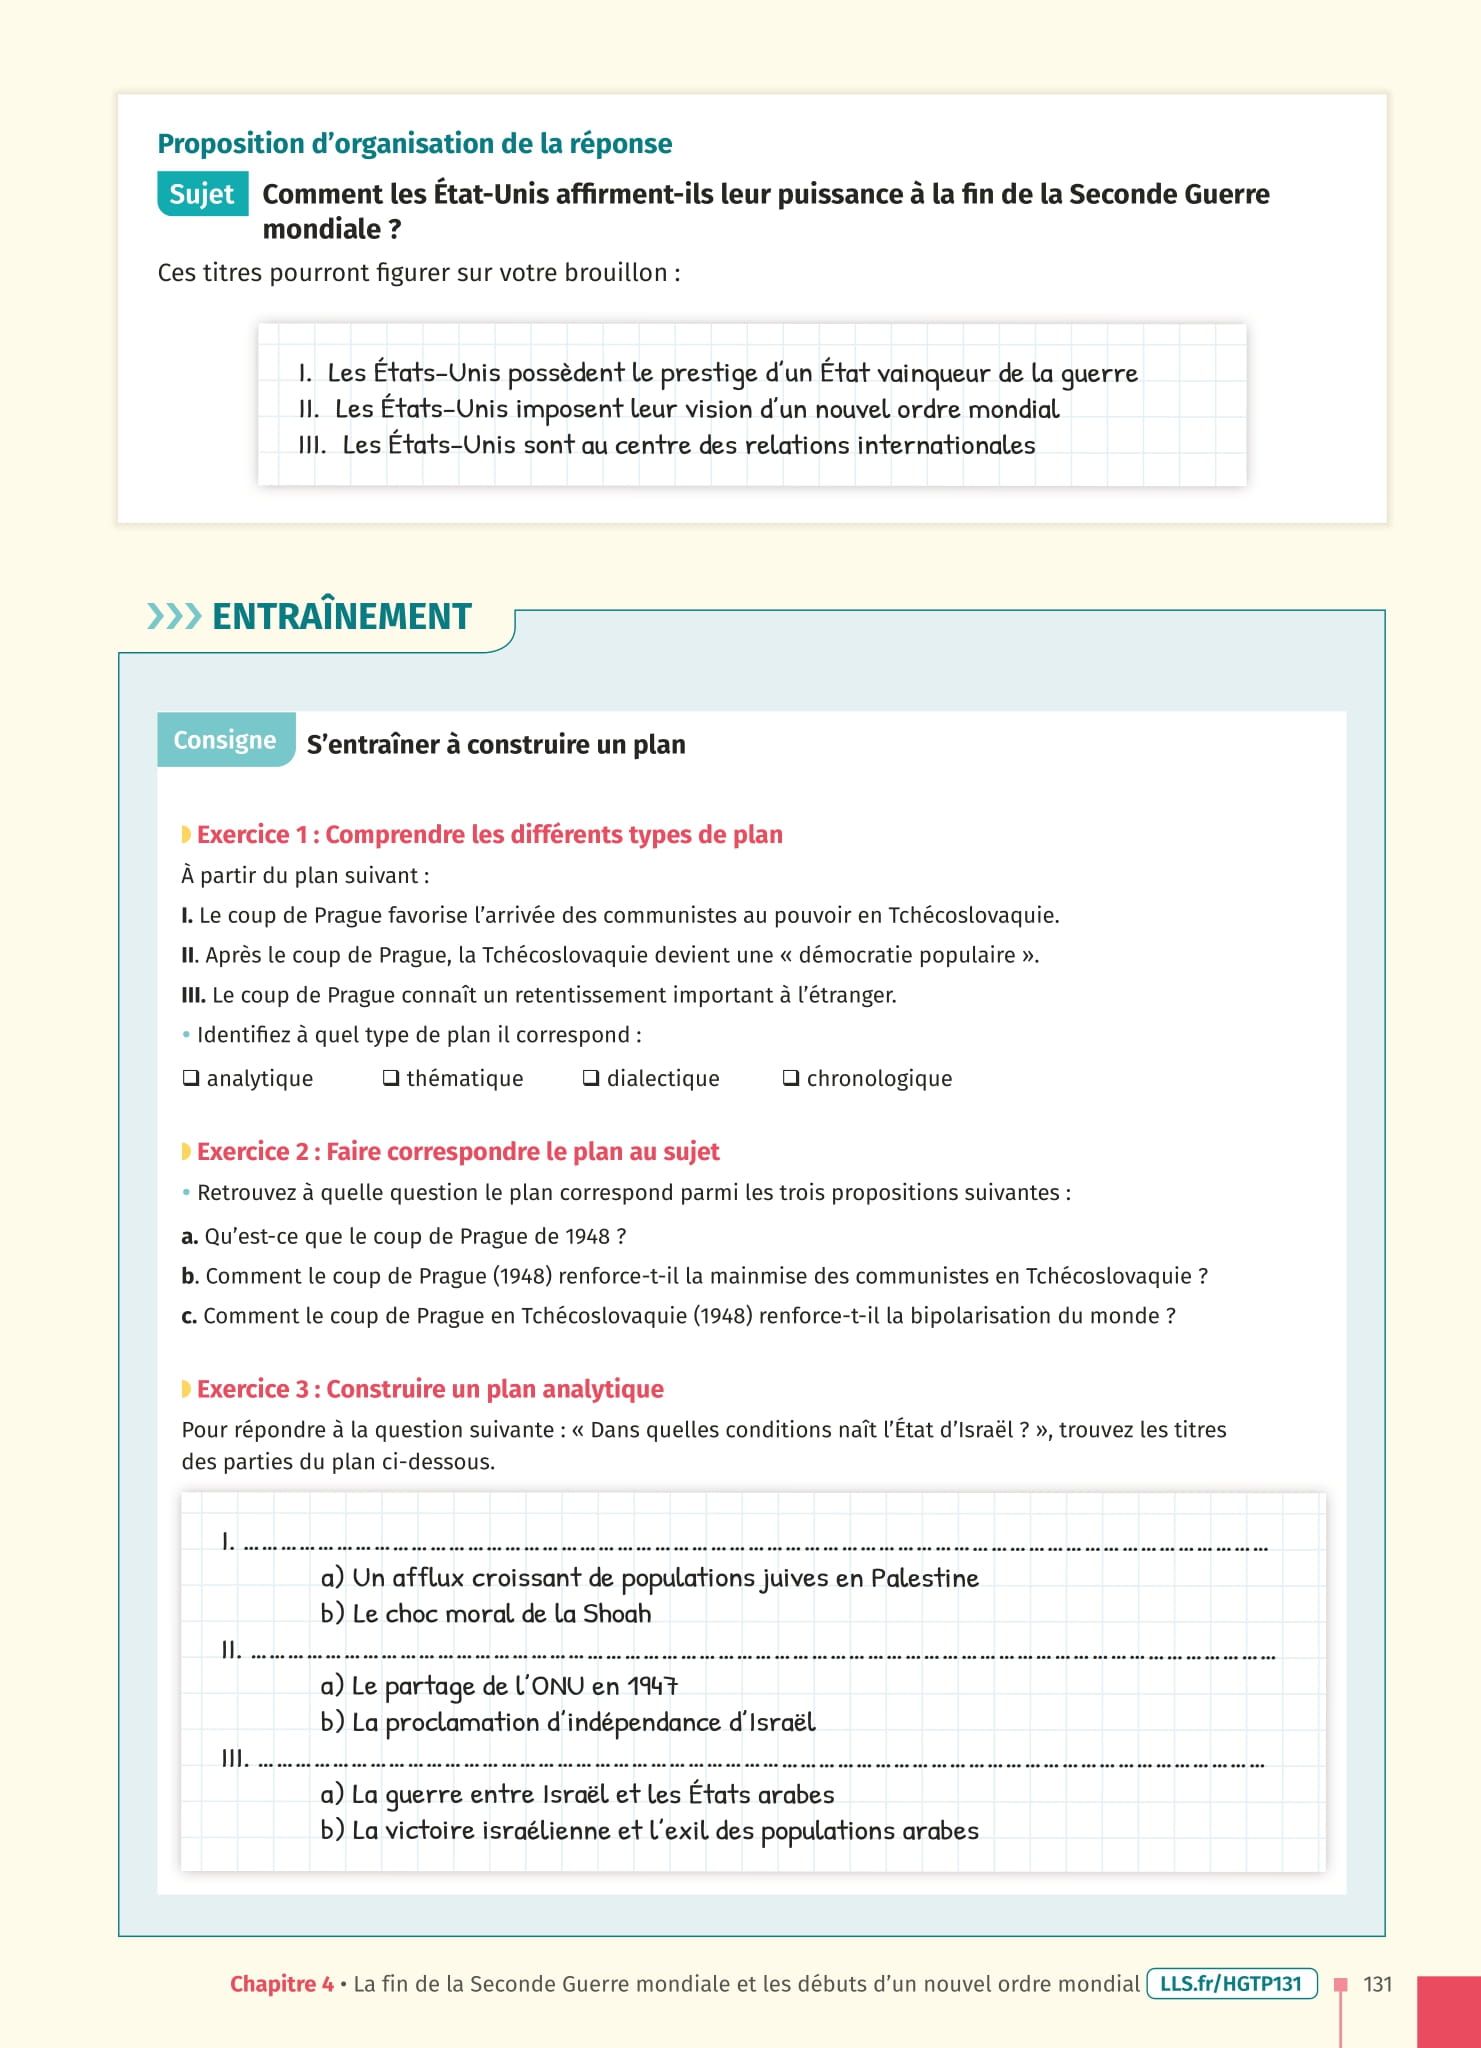 Proposition d'organisation de la réponse
Sujet Comment les État-Unis affirment-ils leur puissance à la fin de la Seconde Guerre
mondiale ?
Ces titres pourront figurer sur votre brouillon :
I. Les États-Unis possèdent le prestige d'un État vainqueur de la guerre
II. Les États-Unis imposent leur vision d'un nouvel ordre mondial
III. Les États-Unis sont au centre des relations internationales
ENTRAÎNEMENT
Consigne S'entraîner à construire un plan
Exercice 1 : Comprendre les différents types de plan
À partir du plan suivant :
I. Le coup de Prague favorise l'arrivée des communistes au pouvoir en Tchécoslovaquie.
II. Après le coup de Prague, la Tchécoslovaquie devient une « démocratie populaire ».
III. Le coup de Prague connaît un retentissement important à l'étranger.
• Identifiez à quel type de plan il correspond :
❑ analytique ❑ thématique ❑ dialectique ❑ chronologique
Exercice 2 : Faire correspondre le plan au sujet
• Retrouvez à quelle question le plan correspond parmi les trois propositions suivantes :
a. Qu'est-ce que le coup de Prague de 1948 ?
b. Comment le coup de Prague (1948) renforce-t-il la mainmise des communistes en Tchécoslovaquie ?
c. Comment le coup de Prague en Tchécoslovaquie (1948) renforce-t-il la bipolarisation du monde ?
Exercice 3 : Construire un plan analytique
Pour répondre à la question suivante : « Dans quelles conditions naît l'État d'Israël ? », trouvez les titres
des parties du plan ci-dessous.
I. ........................................................................
a) Un afflux croissant de populations juives en Palestine
b) Le choc moral de la Shoah
II. ........................................................................
a) Le partage de l'ONU en 1947
b) La proclamation d'indépendance d'Israël
III. ........................................................................
a) La guerre entre Israël et les États arabes
b) La victoire israélienne et l'exil des populations arabes
Chapitre 4 • La fin de la Seconde Guerre mondiale et les débuts d'un nouvel ordre mondial LLS.fr/HGTP131 131